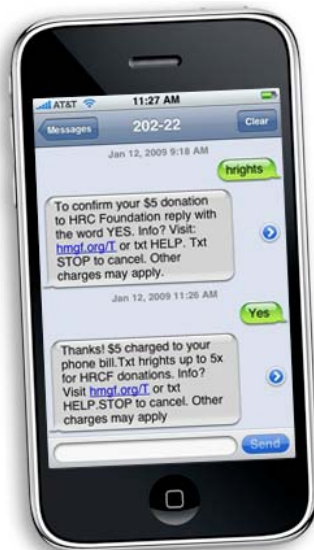 AT&T 11:27 AM
Messages 202-22 Clear
Jan 12, 2009 9:18 AM
hrights
To confirm your $5 donation
to HRC Foundation reply with
the word YES. Info? Visit:
hmgf.org/T or txt HELP. Txt
STOP to cancel. Other
charges may apply.
Jan 12, 2009 11:26 AM
Yes
Thanks! $5 charged to your
phone bill.Txt hrights up to 5x
for HRCF donations. Info?
Visit hmgf.org/T or txt
HELP.STOP to cancel. Other
charges may apply
Send